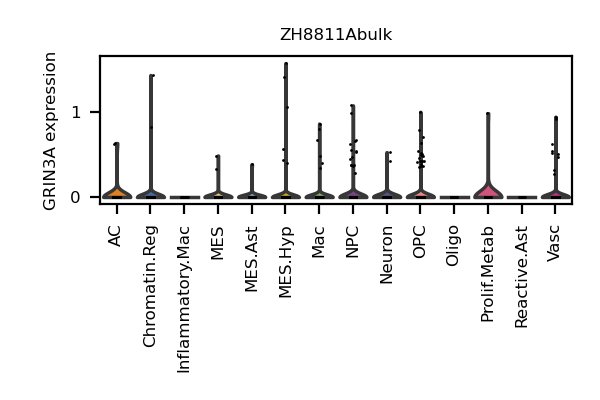 ZH8811Abulk
GRIN3A expression
1
0
AC
Chromatin.Reg
Inflammatory.Mac
MES
MES.Ast
MES.Hyp
Mac
NPC
Neuron
OPC
Oligo
Prolif.Metab
Reactive.Ast
Vasc